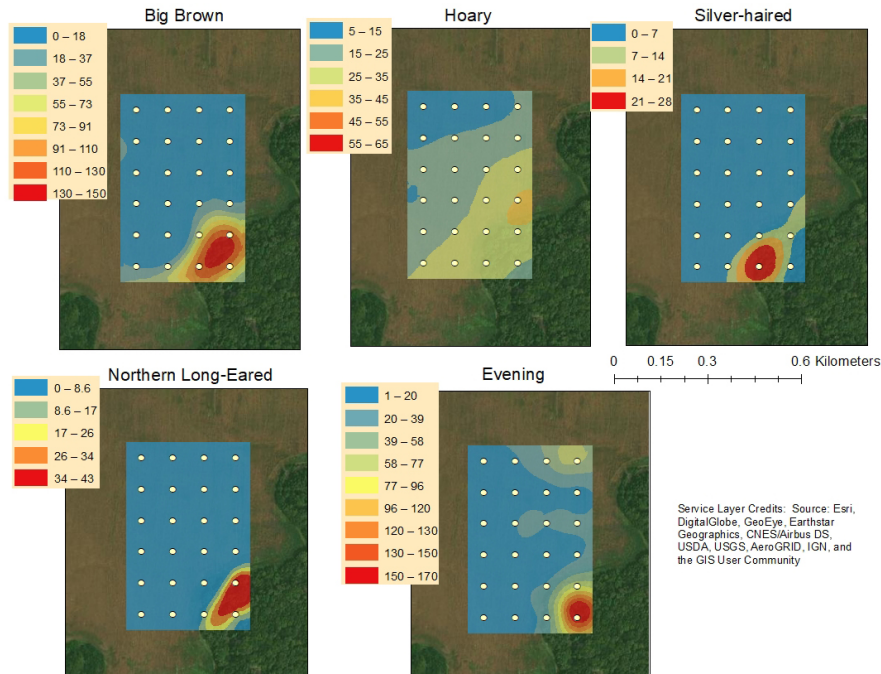 Big Brown
0 – 18
18 – 37
37 – 55
55 – 73
73 – 91
91 – 110
110 – 130
130 – 150
Hoary
5 – 15
15 – 25
25 – 35
35 – 45
45 – 55
55 – 65
Silver-haired
0 – 7
7 – 14
14 – 21
21 – 28
0 0.15 0.3 0.6 Kilometers
Northern Long-Eared
0 – 8.6
8.6 – 17
17 – 26
26 – 34
34 – 43
Evening
1 – 20
20 – 39
39 – 58
58 – 77
77 – 96
96 – 120
120 – 130
130 – 150
150 – 170
Service Layer Credits: Source: Esri,
DigitalGlobe, GeoEye, Earthstar
Geographics, CNES/Airbus DS,
USDA, USGS, AeroGRID, IGN, and
the GIS User Community